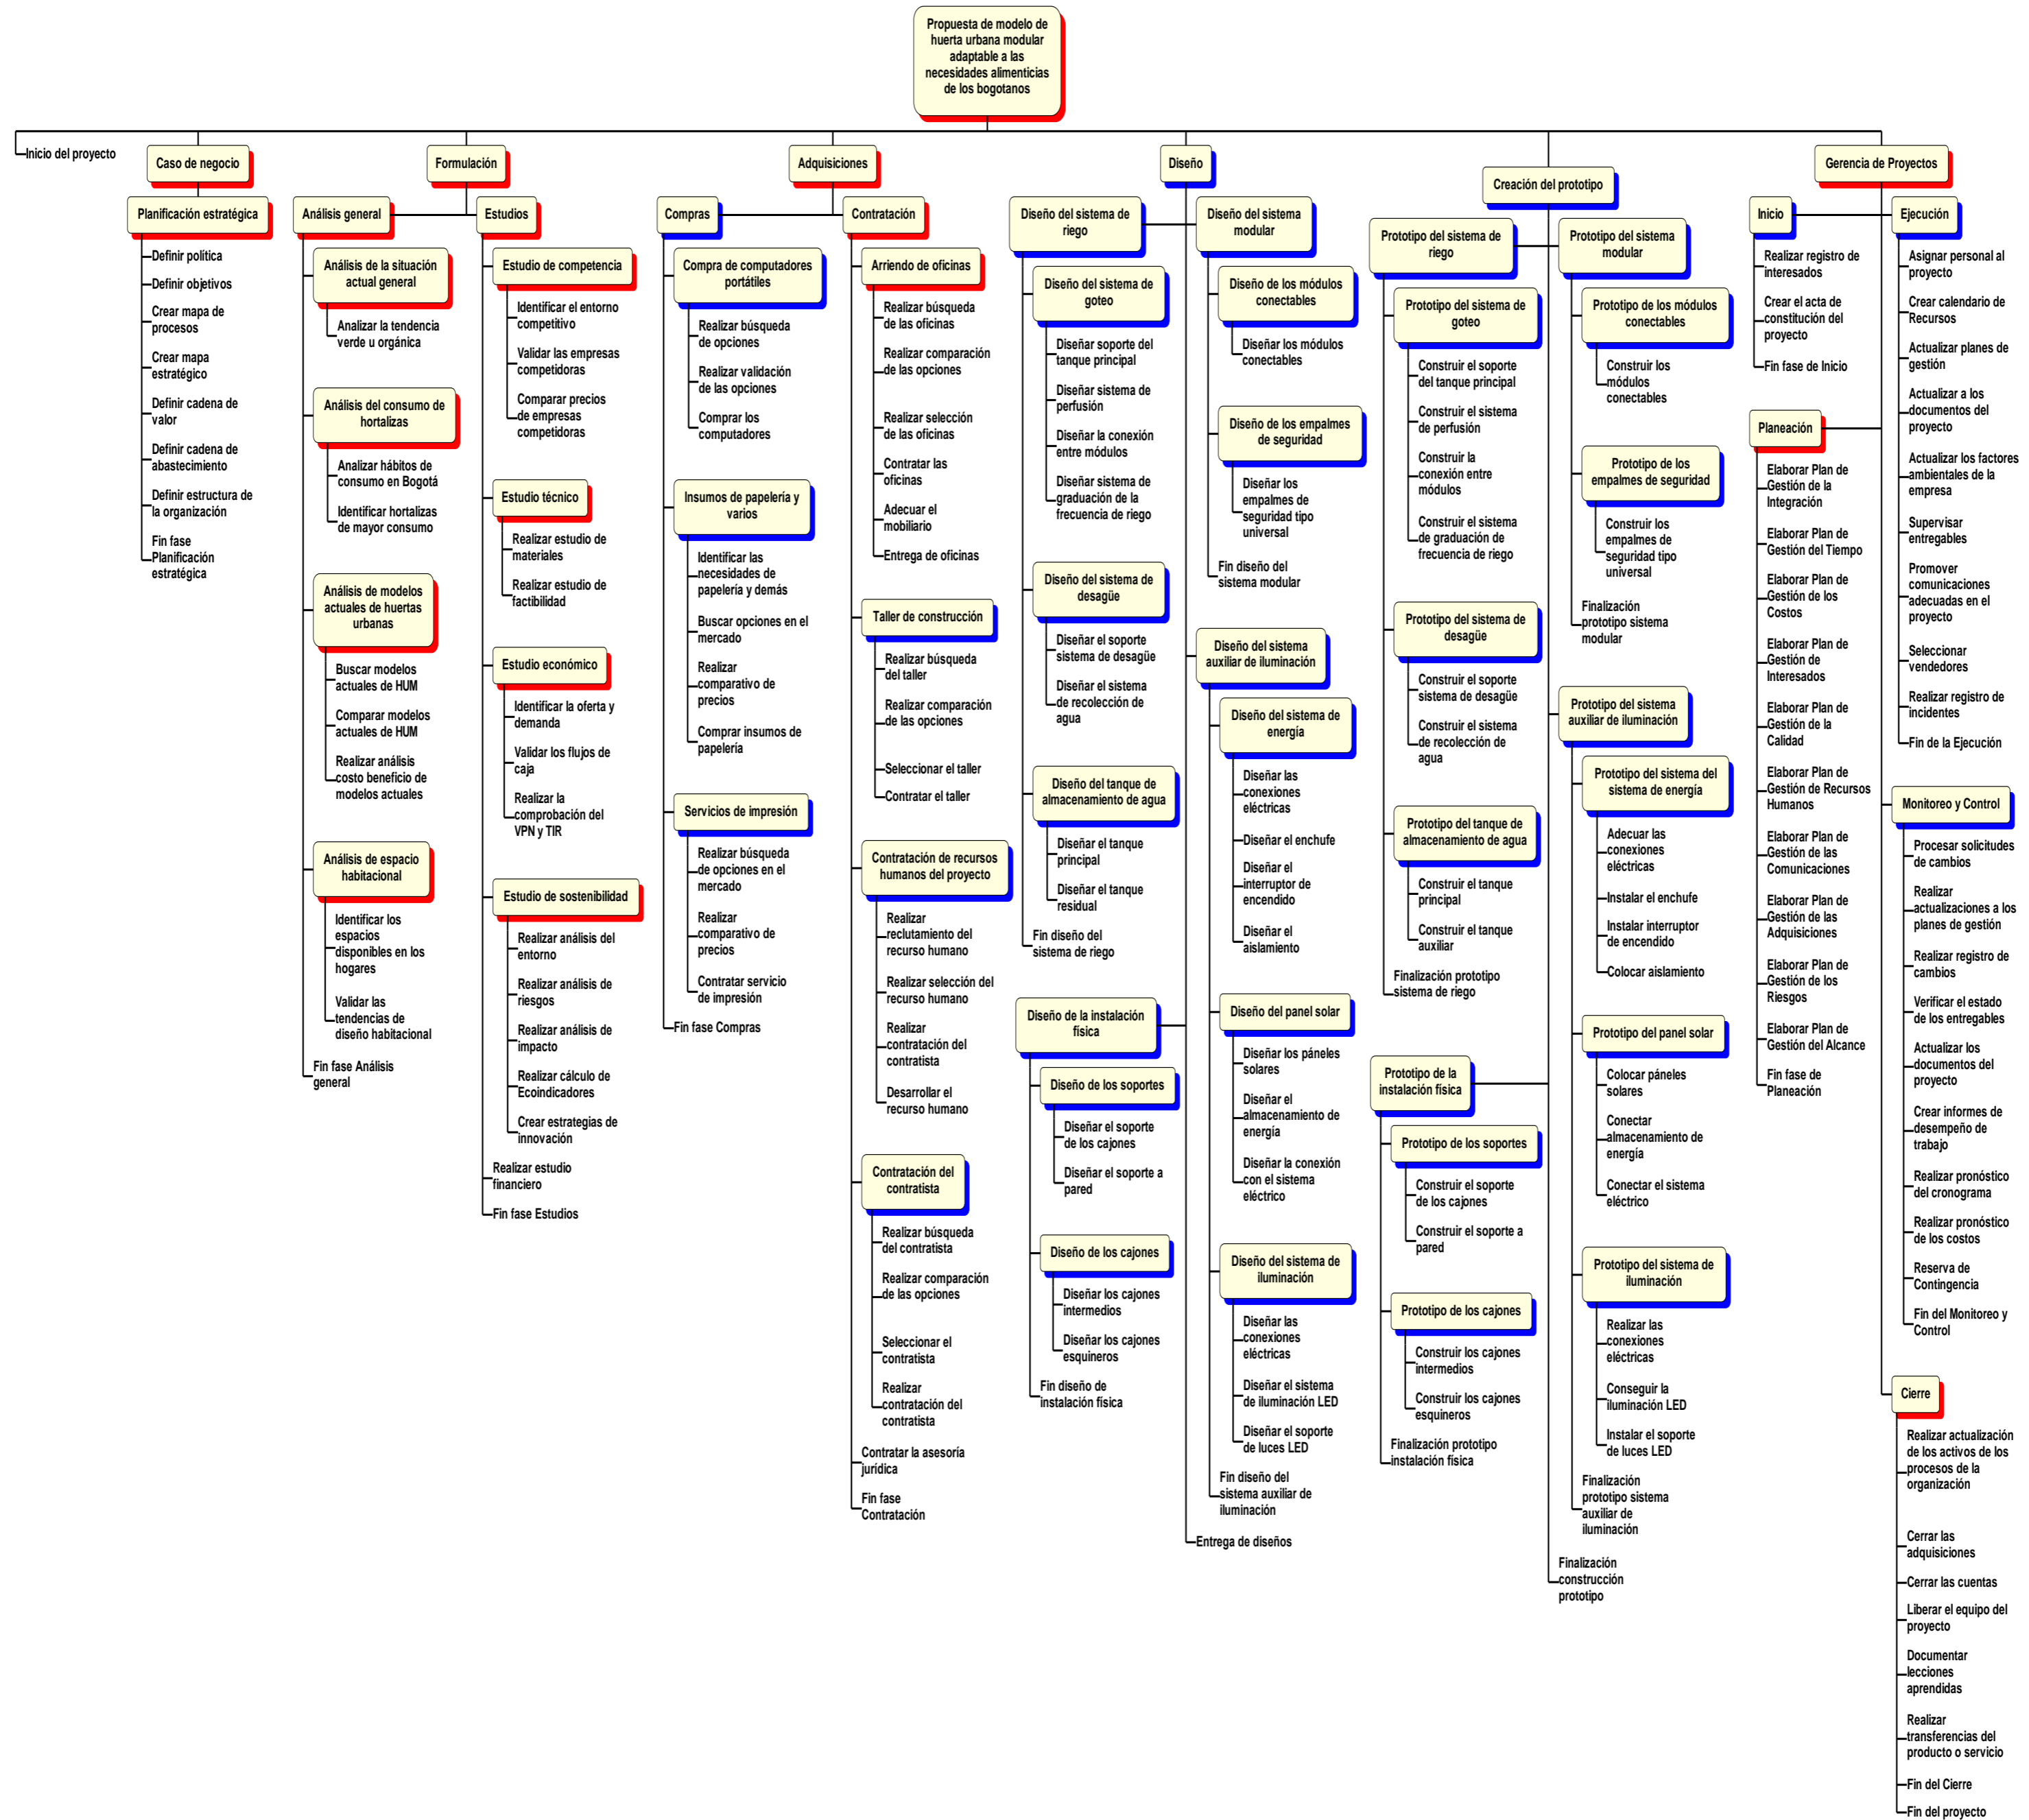 Propuesta de modelo de
huerta urbana modular
adaptable a las
necesidades alimenticias
de los bogotanos
Inicio del proyecto
Caso de negocio
Planificación estratégica
Definir política
Definir objetivos
Crear mapa de
procesos
Crear mapa
estratégico
Definir cadena de
valor
Definir cadena de
abastecimiento
Definir estructura de
la organización
Fin fase
Planificación
estratégica
Formulación
Análisis general
Análisis de la situación
actual general
Analizar la tendencia
verde u orgánica
Análisis del consumo de
hortalizas
Analizar hábitos de
consumo en Bogotá
Identificar hortalizas
de mayor consumo
Análisis de modelos
actuales de huertas
urbanas
Buscar modelos
actuales de HUM
Comparar modelos
actuales de HUM
Realizar análisis
costo beneficio de
modelos actuales
Análisis de espacio
habitacional
Identificar los
espacios
disponibles en los
hogares
Validar las
tendencias de
diseño habitacional
Fin fase Análisis
general
Estudios
Estudio de competencia
Identificar el entorno
competitivo
Validar las empresas
competidoras
Comparar precios
de empresas
competidoras
Estudio técnico
Realizar estudio de
materiales
Realizar estudio de
factibilidad
Estudio económico
Identificar la oferta y
demanda
Validar los flujos de
caja
Realizar la
comprobación del
VPN y TIR
Estudio de sostenibilidad
Realizar análisis del
entorno
Realizar análisis de
riesgos
Realizar análisis de
impacto
Realizar cálculo de
Ecoindicadores
Crear estrategias de
innovación
Realizar estudio
financiero
Fin fase Estudios
Adquisiciones
Compras
Compra de computadores
portátiles
Realizar búsqueda
de opciones
Realizar validación
de las opciones
Comprar los
computadores
Insumos de papelería y
varios
Identificar las
necesidades de
papelería y demás
Buscar opciones en el
mercado
Realizar
comparativo de
precios
Comprar insumos de
papelería
Servicios de impresión
Realizar búsqueda
de opciones en el
mercado
Realizar
comparativo de
precios
Contratar servicio
de impresión
Fin fase Compras
Contratación
Arriendo de oficinas
Realizar búsqueda
de las oficinas
Realizar comparación
de las opciones
Realizar selección
de las oficinas
Contratar las
oficinas
Adecuar el
mobiliario
Entrega de oficinas
Taller de construcción
Realizar búsqueda
del taller
Realizar comparación
de las opciones
Seleccionar el taller
Contratar el taller
Contratación de recursos
humanos del proyecto
Realizar
reclutamiento del
recurso humano
Realizar selección del
recurso humano
Realizar
contratación del
contratista
Desarrollar el
recurso humano
Contratación del
contratista
Realizar búsqueda
del contratista
Realizar comparación
de las opciones
Seleccionar el
contratista
Realizar
contratación del
contratista
Contratar la asesoría
jurídica
Fin fase
Contratación
Diseño
Diseño del sistema de
riego
Diseño del sistema de
goteo
Diseñar soporte del
tanque principal
Diseñar sistema de
perfusión
Diseñar la conexión
entre módulos
Diseñar sistema de
graduación de la
frecuencia de riego
Diseño del sistema de
desagüe
Diseñar el soporte
sistema de desagüe
Diseñar el sistema
de recolección de
agua
Diseño del tanque de
almacenamiento de agua
Diseñar el tanque
principal
Diseñar el tanque
residual
Fin diseño del
sistema de riego
Diseño del sistema
modular
Diseño de los módulos
conectables
Diseñar los módulos
conectables
Diseño de los empalmes
de seguridad
Diseñar los
empalmes de
seguridad tipo
universal
Fin diseño del
sistema modular
Diseño de la instalación
física
Diseño de los soportes
Diseñar el soporte
de los cajones
Diseñar el soporte a
pared
Diseño de los cajones
Diseñar los cajones
intermedios
Diseñar los cajones
esquineros
Fin diseño de
instalación física
Diseño del sistema
auxiliar de iluminación
Diseño del sistema de
energía
Diseñar las
conexiones
eléctricas
Diseñar el enchufe
Diseñar el
interruptor de
encendido
Diseñar el
aislamiento
Diseño del panel solar
Diseñar los páneles
solares
Diseñar el
almacenamiento de
energía
Diseñar la conexión
con el sistema
eléctrico
Diseño del sistema de
iluminación
Diseñar las
conexiones
eléctricas
Diseñar el sistema
de iluminación LED
Diseñar el soporte
de luces LED
Fin diseño del
sistema auxiliar de
iluminación
Entrega de diseños
Creación del prototipo
Prototipo del sistema de
riego
Prototipo del sistema de
goteo
Construir el soporte
del tanque principal
Construir el sistema
de perfusión
Construir la
conexión entre
módulos
Construir el sistema
de graduación de
frecuencia de riego
Prototipo del sistema de
desagüe
Construir el soporte
sistema de desagüe
Construir el sistema
de recolección de
agua
Prototipo del tanque de
almacenamiento de agua
Construir el tanque
principal
Construir el tanque
auxiliar
Finalización prototipo
sistema de riego
Prototipo del sistema
modular
Prototipo de los módulos
conectables
Construir los
módulos
conectables
Prototipo de los
empalmes de seguridad
Construir los
empalmes de
seguridad tipo
universal
Finalización
prototipo sistema
modular
Prototipo de la
instalación física
Prototipo de los soportes
Construir el soporte
de los cajones
Construir el soporte a
pared
Prototipo de los cajones
Construir los cajones
intermedios
Construir los cajones
esquineros
Finalización prototipo
instalación física
Prototipo del sistema
auxiliar de iluminación
Prototipo del sistema del
sistema de energía
Adecuar las
conexiones
eléctricas
Instalar el enchufe
Instalar interruptor
de encendido
Colocar aislamiento
Prototipo del panel solar
Colocar páneles
solares
Conectar
almacenamiento de
energía
Conectar el sistema
eléctrico
Prototipo del sistema de
iluminación
Realizar las
conexiones
eléctricas
Conseguir la
iluminación LED
Instalar el soporte
de luces LED
Finalización
prototipo sistema
auxiliar de
iluminación
Finalización
construcción
prototipo
Gerencia de Proyectos
Inicio
Realizar registro de
interesados
Crear el acta de
constitución del
proyecto
Fin fase de Inicio
Planeación
Elaborar Plan de
Gestión de la
Integración
Elaborar Plan de
Gestión del Tiempo
Elaborar Plan de
Gestión de los
Costos
Elaborar Plan de
Gestión de
Interesados
Elaborar Plan de
Gestión de la
Calidad
Elaborar Plan de
Gestión de Recursos
Humanos
Elaborar Plan de
Gestión de las
Comunicaciones
Elaborar Plan de
Gestión de las
Adquisiciones
Elaborar Plan de
Gestión de los
Riesgos
Elaborar Plan de
Gestión del Alcance
Fin fase de
Planeación
Ejecución
Asignar personal al
proyecto
Crear calendario de
Recursos
Actualizar planes de
gestión
Actualizar a los
documentos del
proyecto
Actualizar los factores
ambientales de la
empresa
Supervisar
entregables
Promover
comunicaciones
adecuadas en el
proyecto
Seleccionar
vendedores
Realizar registro de
incidentes
Fin de la Ejecución
Monitoreo y Control
Procesar solicitudes
de cambios
Realizar
actualizaciones a los
planes de gestión
Realizar registro de
cambios
Verificar el estado
de los entregables
Actualizar los
documentos del
proyecto
Crear informes de
desempeño de
trabajo
Realizar pronóstico
del cronograma
Realizar pronóstico
de los costos
Reserva de
Contingencia
Fin del Monitoreo y
Control
Cierre
Realizar actualización
de los activos de los
procesos de la
organización
Cerrar las
adquisiciones
Cerrar las cuentas
Liberar el equipo del
proyecto
Documentar
lecciones
aprendidas
Realizar
transferencias del
producto o servicio
Fin del Cierre
Fin del proyecto